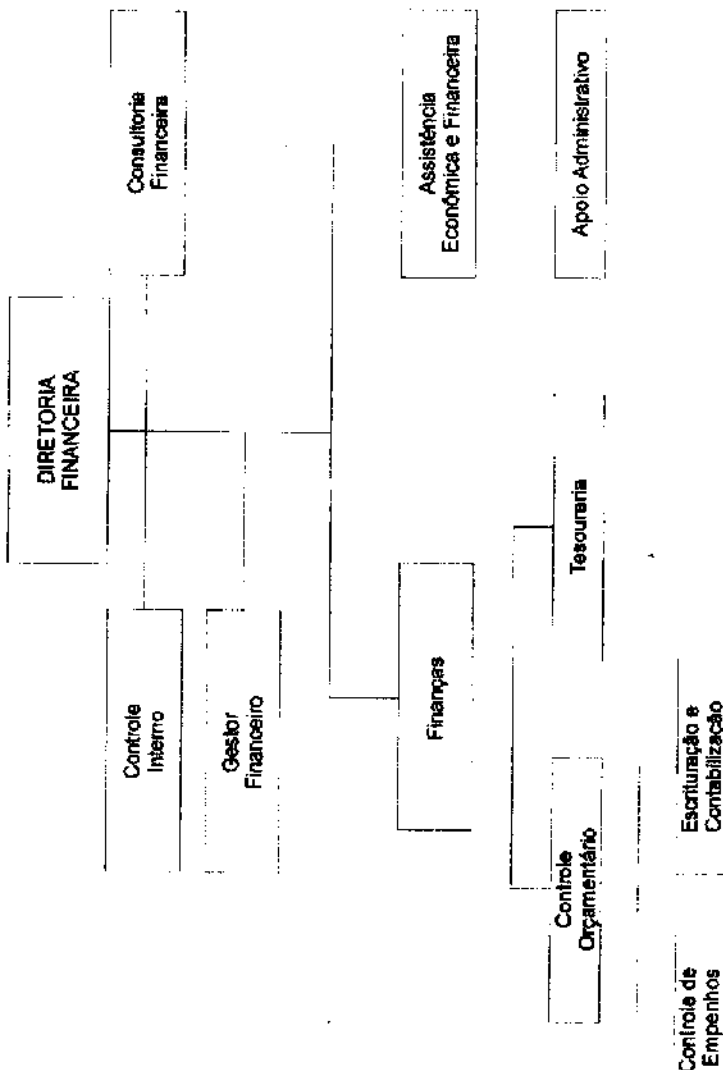 DIRETORIA
FINANCEIRA
Controle
Interno
Consultoria
Financeira
Gestor
Financeiro
Finanças
Assistência
Econômica e Financeira
Controle
Orçamentário
Tesouraria
Apoio Administrativo
Controle de
Empenhos
Escrituração e
Contabilização